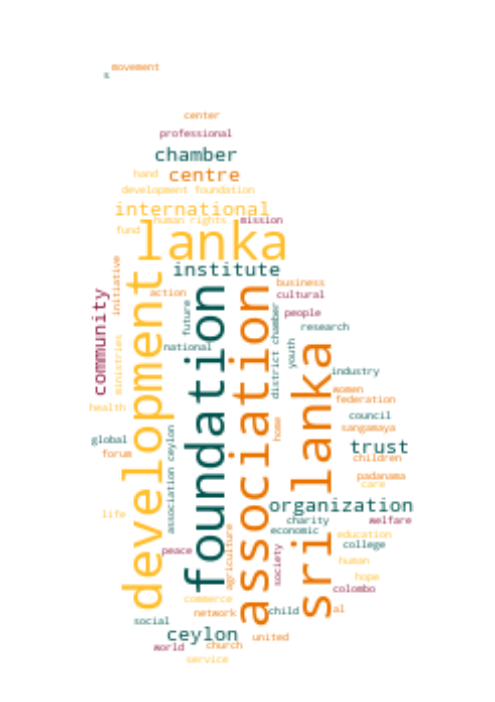 movement
s
center
professional
chamber
hand
centre
development foundation
international
human rights
mission
fund
lanka
institute
initiative
business
action
cultural
community
development
foundation
association
future
people
district chamber
research
national
youth
sri lanka
ministries
industry
women
federation
health
council
sangamaya
home
global
association ceylon
trust
forum
children
padanama
care
organization
life
charity
welfare
economic
agriculture
education
college
peace
society
human
hope
colombo
commerce
network
child
al
social
ceylon
united
world
church
service